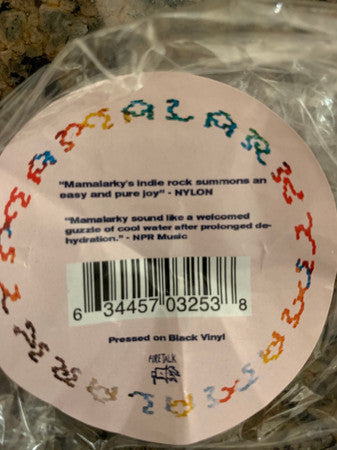 MAMALARKY
"Mamalarky's indie rock summons an
easy and pure joy" - NYLON
"Mamalarky sound like a welcomed
guzzle of cool water after prolonged de-
hydration." - NPR Music
6 34457 03253 8
Pressed on Black Vinyl
FIRE TALK